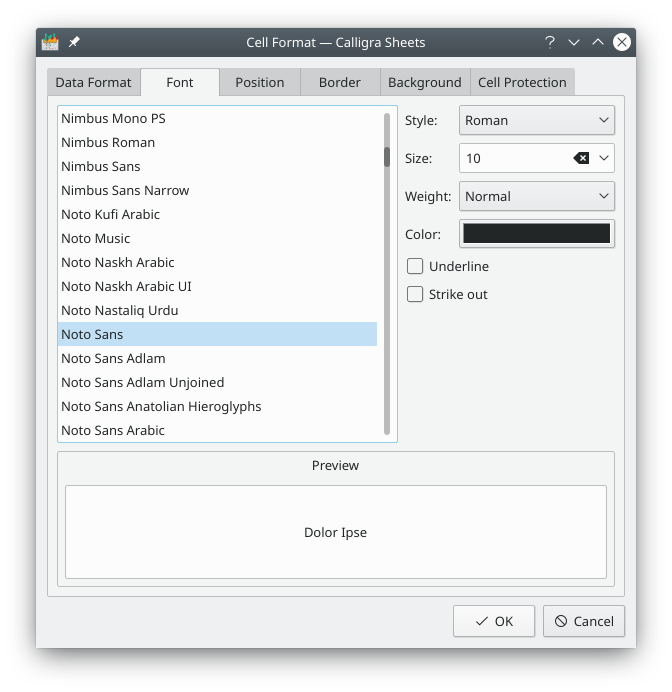 Cell Format — Calligra Sheets
Data Format Font Position Border Background Cell Protection
Nimbus Mono PS
Nimbus Roman
Nimbus Sans
Nimbus Sans Narrow
Noto Kufi Arabic
Noto Music
Noto Naskh Arabic
Noto Naskh Arabic UI
Noto Nastaliq Urdu
Noto Sans
Noto Sans Adlam
Noto Sans Adlam Unjoined
Noto Sans Anatolian Hieroglyphs
Noto Sans Arabic
Style: Roman
Size: 10
Weight: Normal
Color:
Underline
Strike out
Preview
Dolor Ipse
OK Cancel